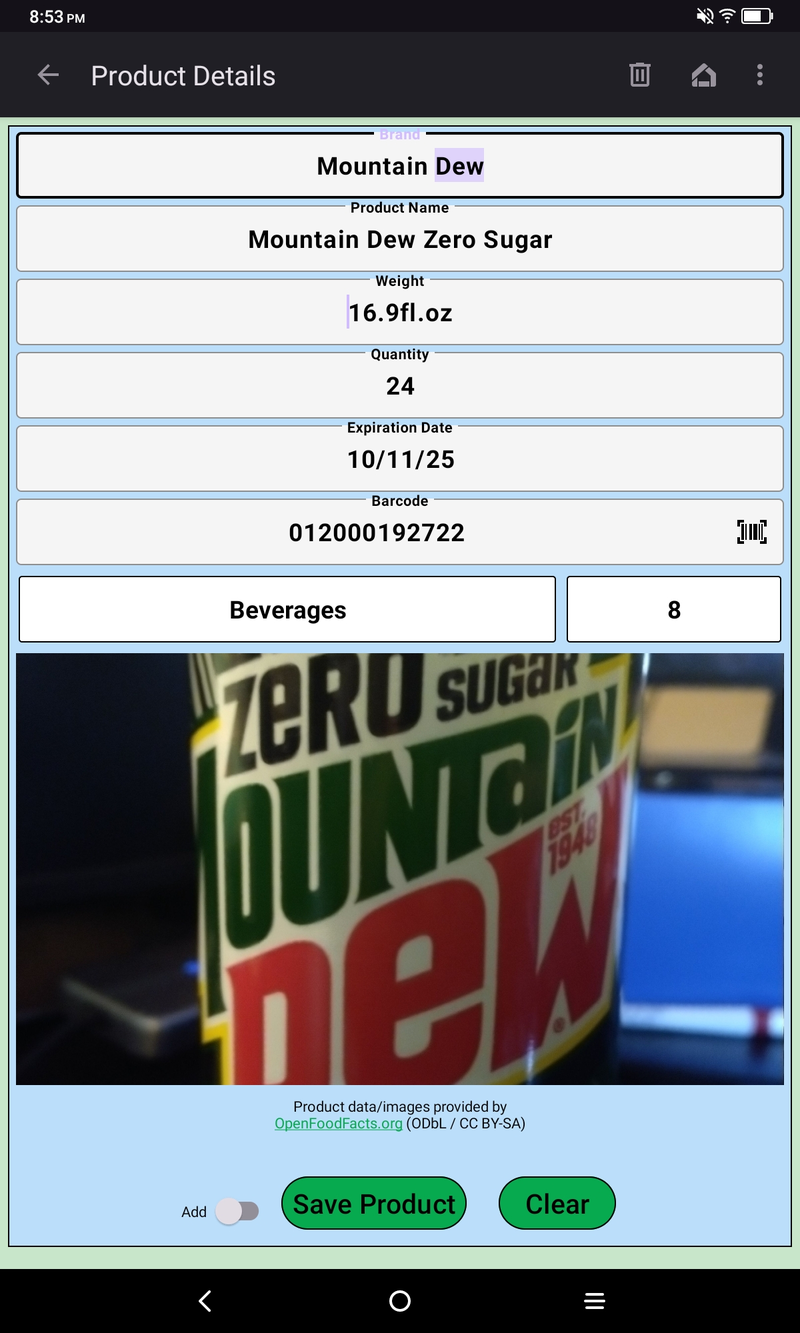 8:53 PM
Product Details
Brand
Mountain Dew
Product Name
Mountain Dew Zero Sugar
Weight
16.9fl.oz
Quantity
24
Expiration Date
10/11/25
Barcode
012000192722
Beverages
8
ZERO SUGAR
OUNTAIN
EST.
1948
DEW
®
Product data/images provided by
OpenFoodFacts.org (ODbL / CC BY-SA)
Add
Save Product
Clear